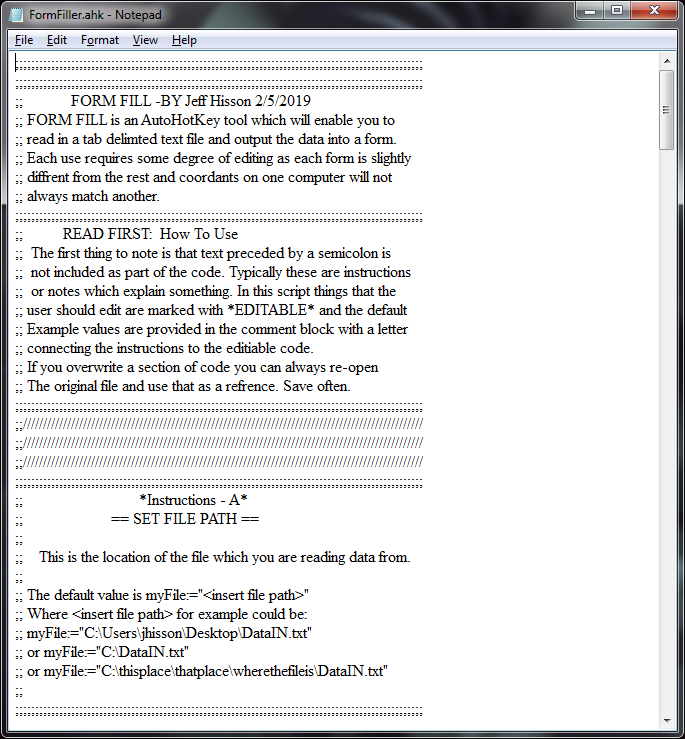 FormFiller.ahk - Notepad
File Edit Format View Help
;;;;;;;;;;;;;;;;;;;;;;;;;;;;;;;;;;;;;;;;;;;;;;;;;;;;;;;;;;;;;;;;;;;;;;;;;;;;;;;;;;;;;;;;;;;;;;;;;;;;;;
;;;;;;;;;;;;;;;;;;;;;;;;;;;;;;;;;;;;;;;;;;;;;;;;;;;;;;;;;;;;;;;;;;;;;;;;;;;;;;;;;;;;;;;;;;;;;;;;;;;;;;
;; FORM FILL -BY Jeff Hisson 2/5/2019
;; FORM FILL is an AutoHotKey tool which will enable you to
;; read in a tab delimted text file and output the data into a form.
;; Each use requires some degree of editing as each form is slightly
;; diffrent from the rest and coordants on one computer will not
;; always match another.
;;;;;;;;;;;;;;;;;;;;;;;;;;;;;;;;;;;;;;;;;;;;;;;;;;;;;;;;;;;;;;;;;;;;;;;;;;;;;;;;;;;;;;;;;;;;;;;;;;;;;;
;; READ FIRST: How To Use
;; The first thing to note is that text preceded by a semicolon is
;; not included as part of the code. Typically these are instructions
;; or notes which explain something. In this script things that the
;; user should edit are marked with *EDITABLE* and the default
;; Example values are provided in the comment block with a letter
;; connecting the instructions to the editiable code.
;; If you overwrite a section of code you can always re-open
;; The original file and use that as a refrence. Save often.
;;;;;;;;;;;;;;;;;;;;;;;;;;;;;;;;;;;;;;;;;;;;;;;;;;;;;;;;;;;;;;;;;;;;;;;;;;;;;;;;;;;;;;;;;;;;;;;;;;;;;;
;;////////////////////////////////////////////////////////////////////////////////////////////////////
;;////////////////////////////////////////////////////////////////////////////////////////////////////
;;////////////////////////////////////////////////////////////////////////////////////////////////////
;;;;;;;;;;;;;;;;;;;;;;;;;;;;;;;;;;;;;;;;;;;;;;;;;;;;;;;;;;;;;;;;;;;;;;;;;;;;;;;;;;;;;;;;;;;;;;;;;;;;;;
;; *Instructions - A*
;; == SET FILE PATH ==
;;
;; This is the location of the file which you are reading data from.
;;
;; The default value is myFile:="<insert file path>"
;; Where <insert file path> for example could be:
;; myFile:="C:\Users\jhisson\Desktop\DataIN.txt"
;; or myFile:="C:\DataIN.txt"
;; or myFile:="C:\thisplace\thatplace\wherethefileis\DataIN.txt"
;;
;;;;;;;;;;;;;;;;;;;;;;;;;;;;;;;;;;;;;;;;;;;;;;;;;;;;;;;;;;;;;;;;;;;;;;;;;;;;;;;;;;;;;;;;;;;;;;;;;;;;;;